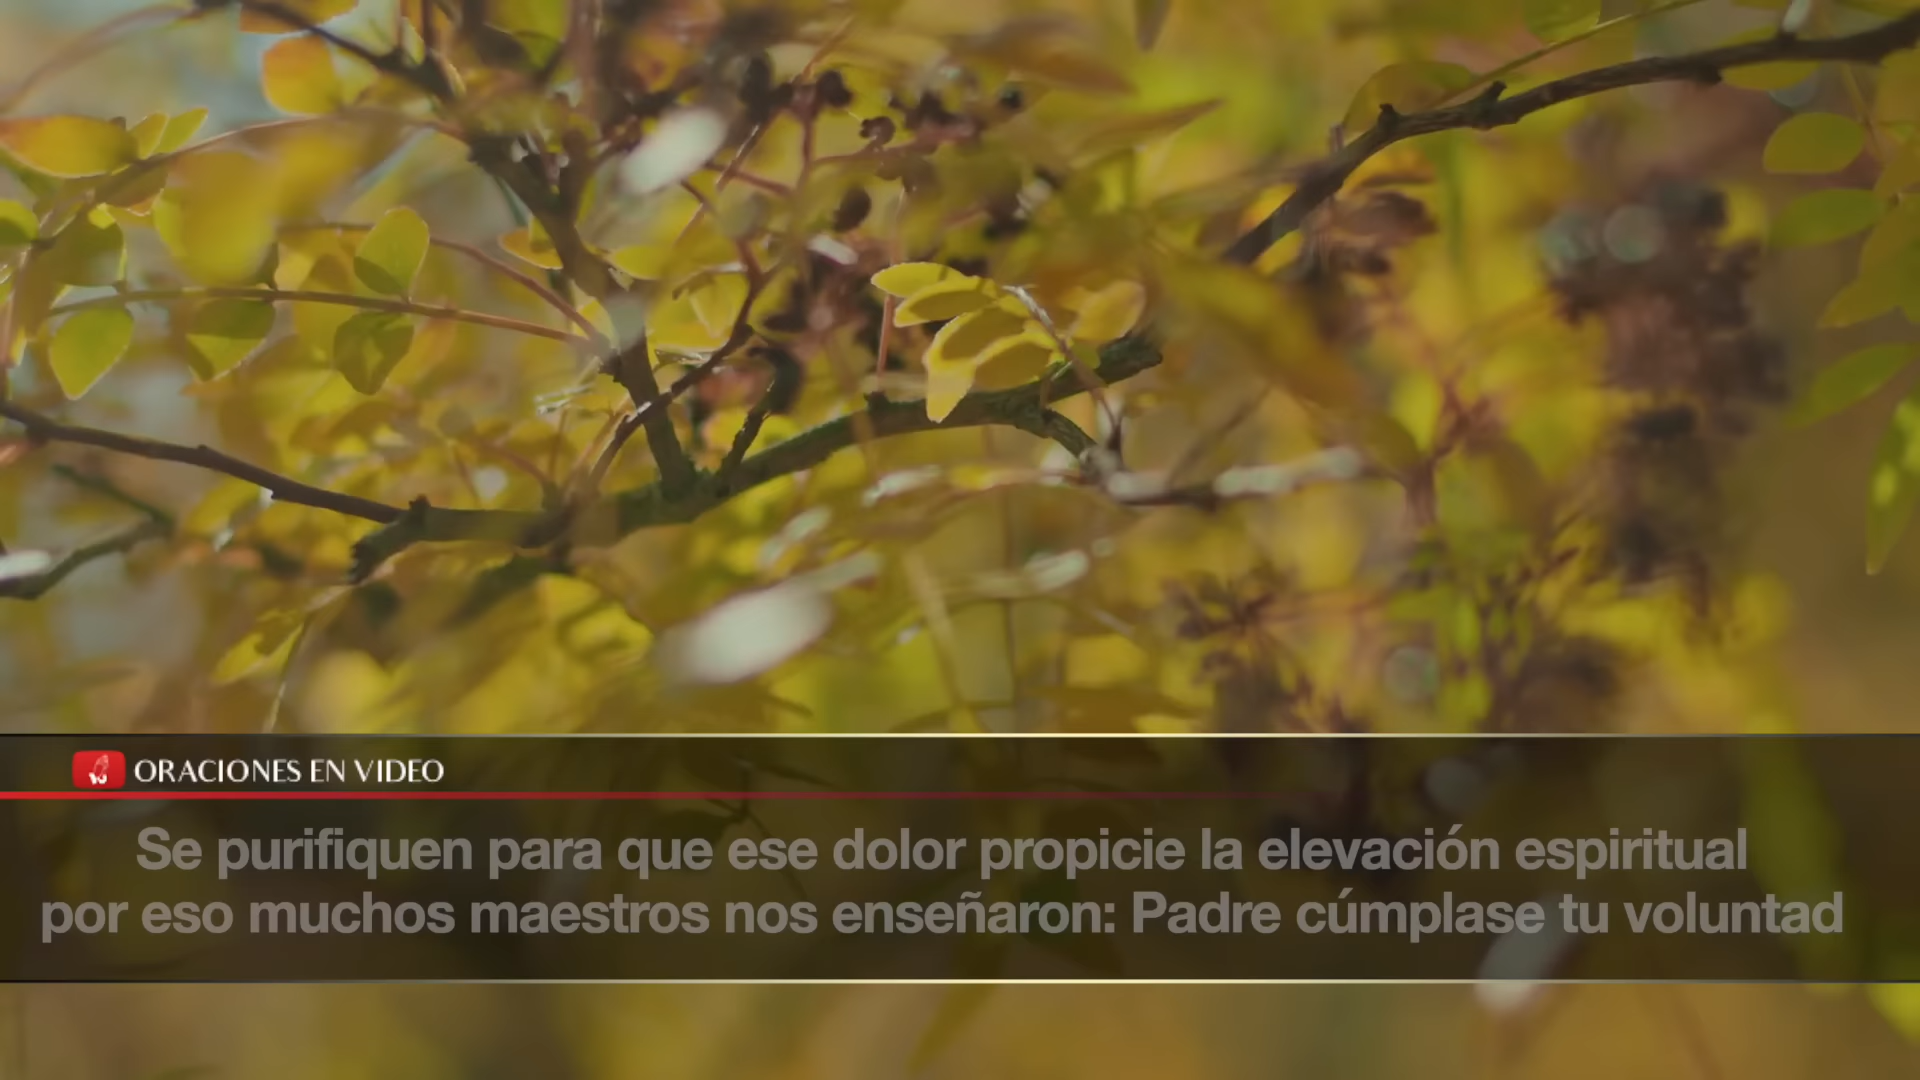 ORACIONES EN VIDEO
Se purifiquen para que ese dolor propicie la elevación espiritual
por eso muchos maestros nos enseñaron: Padre cúmplase tu voluntad